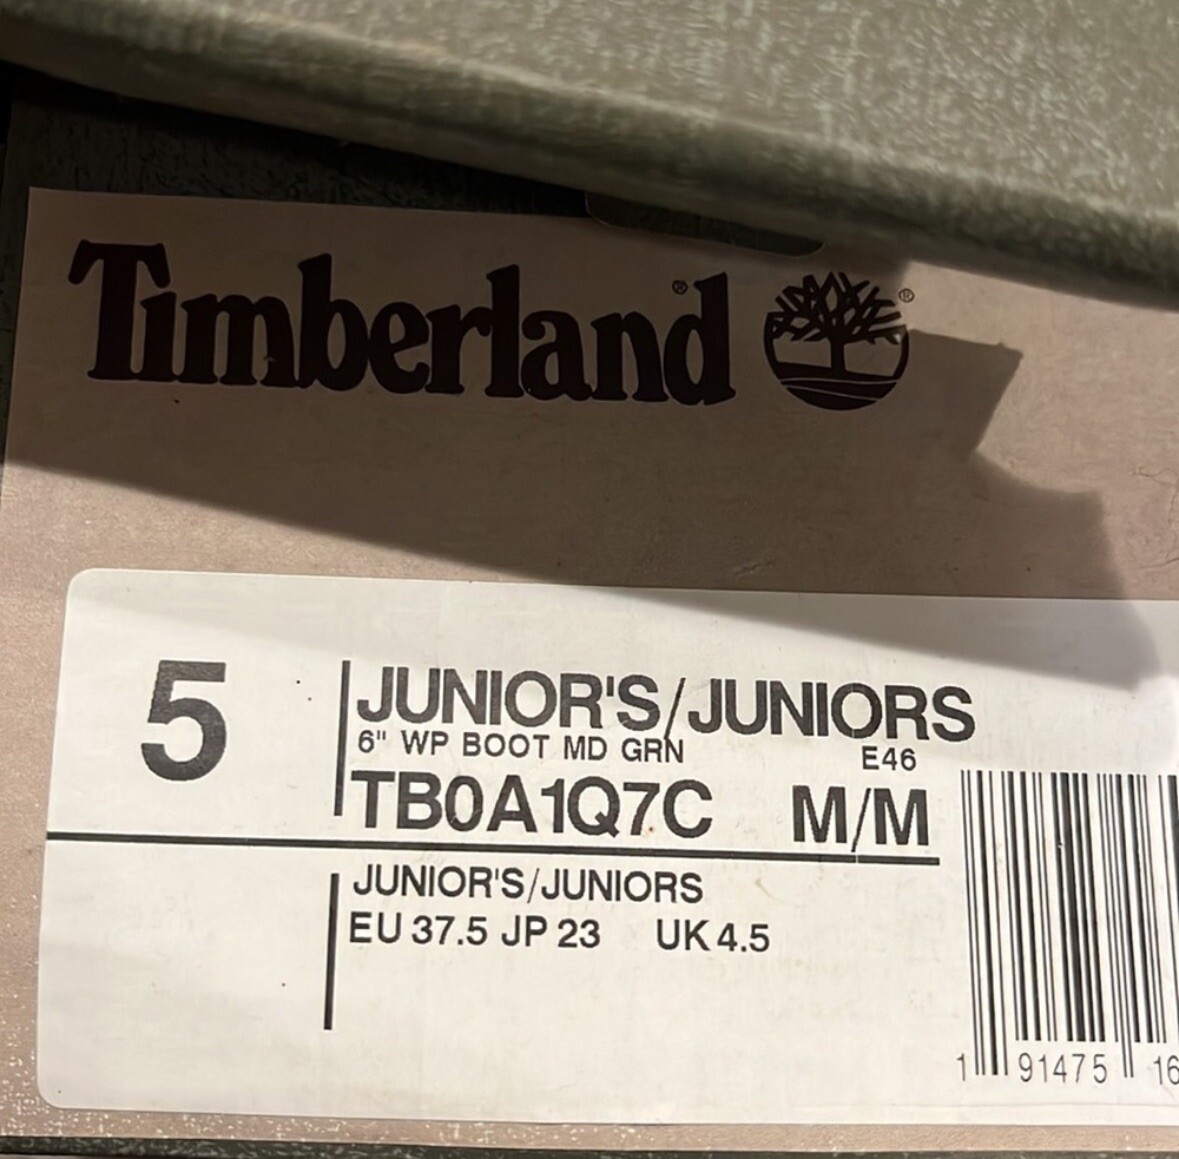 Timberland®
®
5
JUNIOR'S/JUNIORS
6" WP BOOT MD GRN E46
TB0A1Q7C M/M
JUNIOR'S/JUNIORS
EU 37.5 JP 23 UK 4.5
1 91475 16